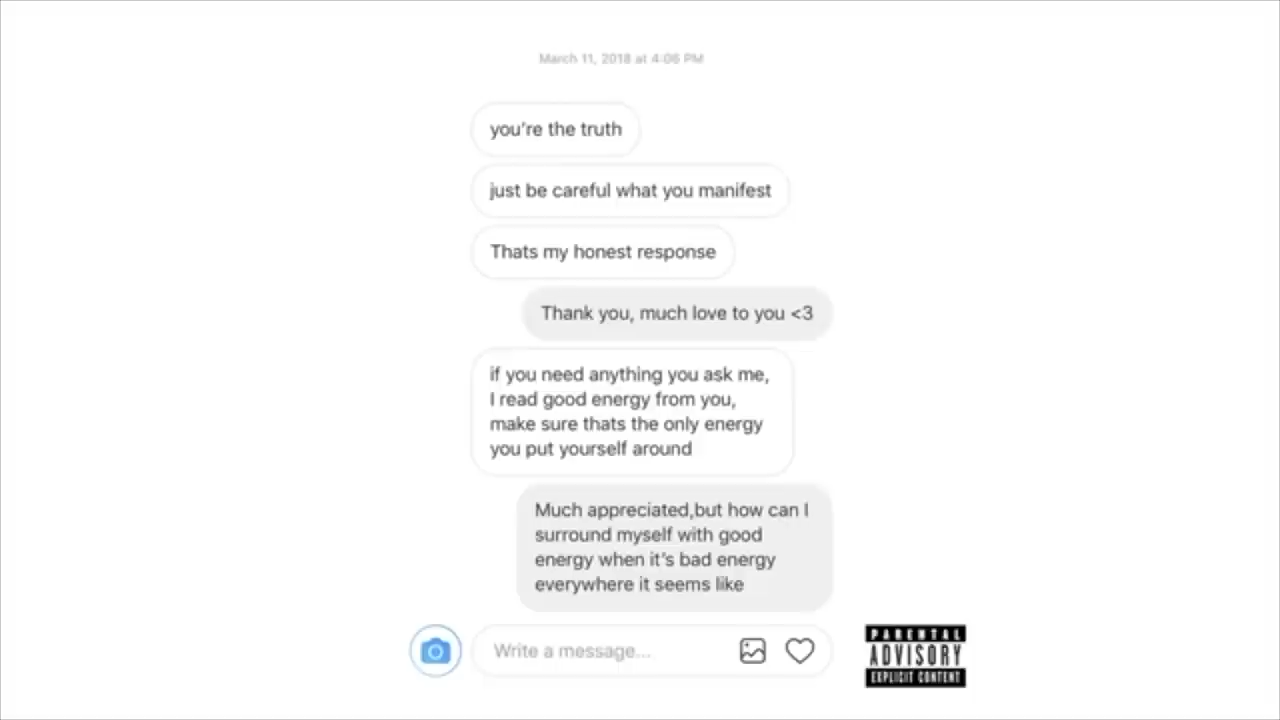 March 11, 2018 at 4:06 PM
you're the truth
just be careful what you manifest
Thats my honest response
Thank you, much love to you <3
if you need anything you ask me,
I read good energy from you,
make sure thats the only energy
you put yourself around
Much appreciated,but how can I
surround myself with good
energy when it's bad energy
everywhere it seems like
Write a message...
PARENTAL
ADVISORY
EXPLICIT CONTENT